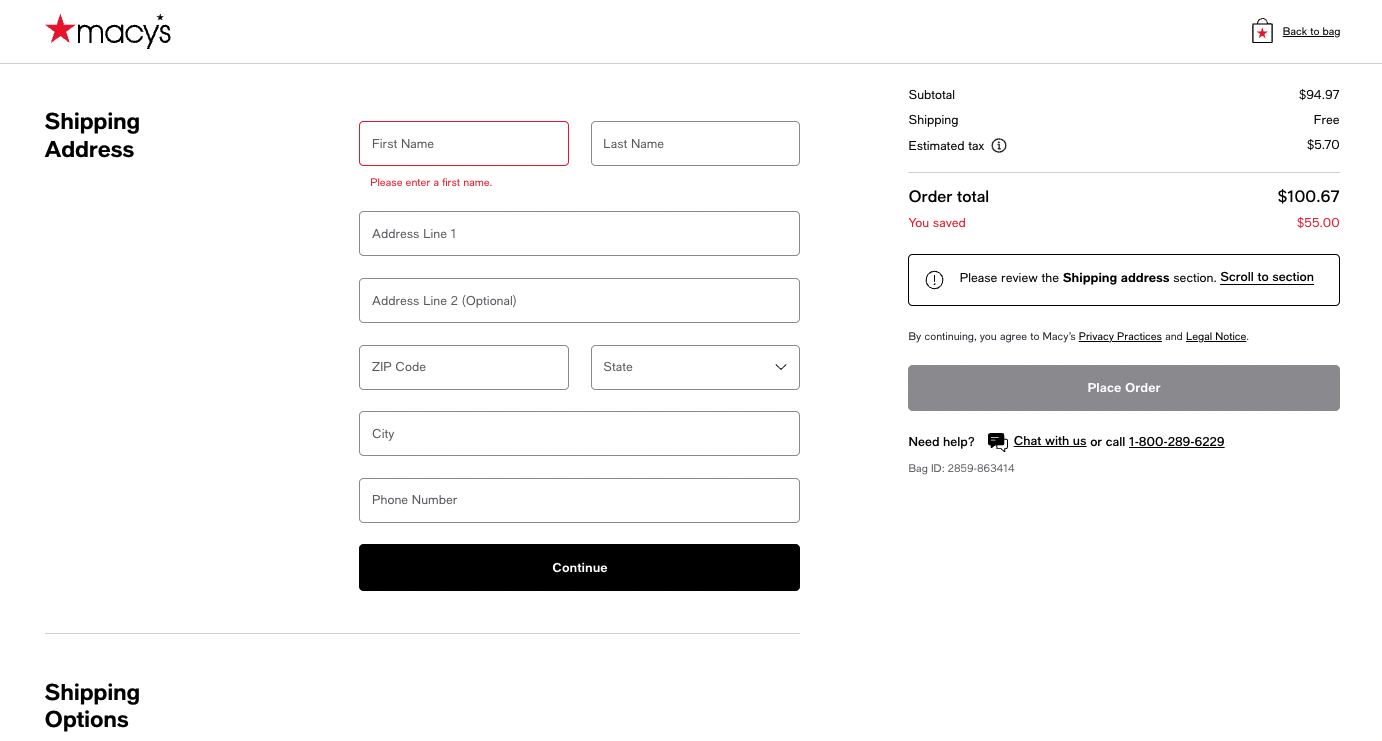 macy's
Back to bag
Shipping
Address
First Name
Last Name
Please enter a first name.
Address Line 1
Address Line 2 (Optional)
ZIP Code
State
City
Phone Number
Continue
Shipping
Options
Subtotal $94.97
Shipping Free
Estimated tax $5.70
Order total $100.67
You saved $55.00
Please review the Shipping address section. Scroll to section
By continuing, you agree to Macy's Privacy Practices and Legal Notice.
Place Order
Need help? Chat with us or call 1-800-289-6229
Bag ID: 2859-863414